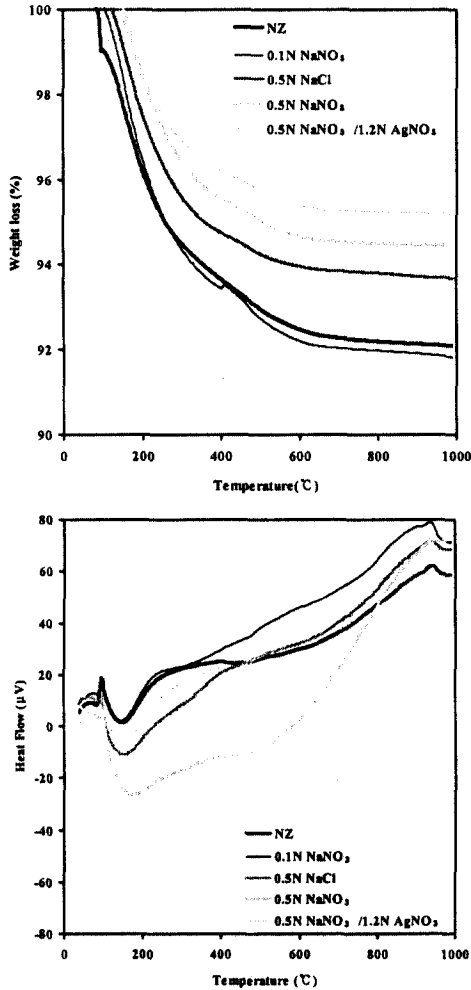 100
98
96
94
92
90
Weight loss (%)
0 200 400 600 800 1000
Temperature(℃)
NZ
0.1N NaNO₃
0.5N NaCl
0.5N NaNO₃
0.5N NaNO₃ /1.2N AgNO₃
80
60
40
20
0
-20
-40
-60
-80
Heat Flow (μV)
0 200 400 600 800 1000
Temperature (℃)
NZ
0.1N NaNO₃
0.5N NaCl
0.5N NaNO₃
0.5N NaNO₃ /1.2N AgNO₃